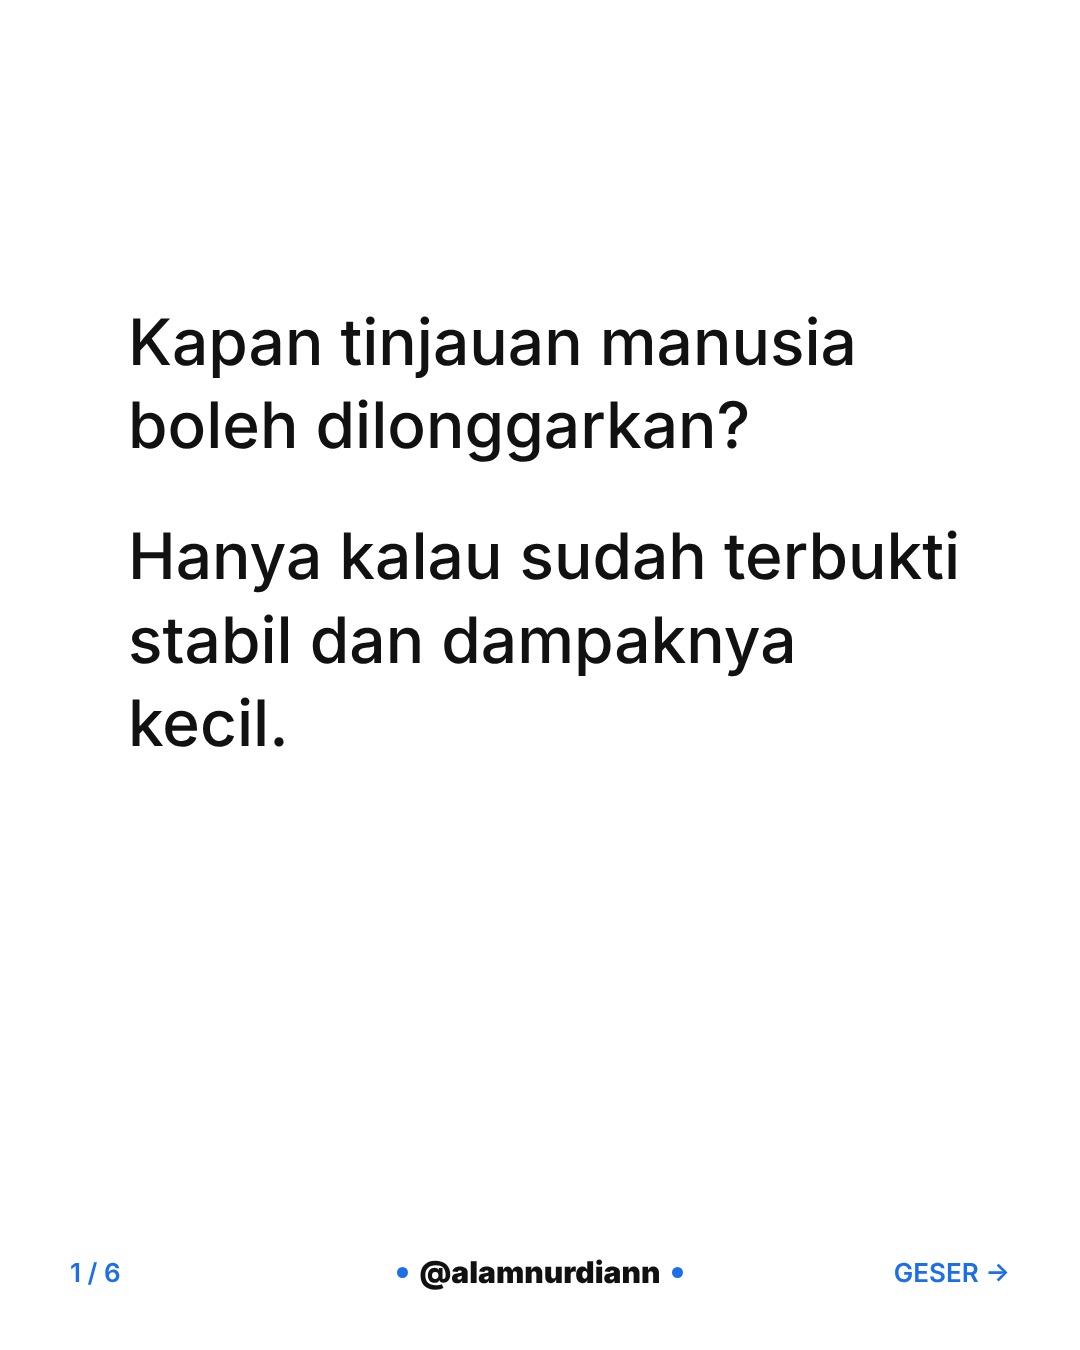 Kapan tinjauan manusia
boleh dilonggarkan?
Hanya kalau sudah terbukti
stabil dan dampaknya
kecil.
1 / 6
• @alamnurdiann •
GESER →